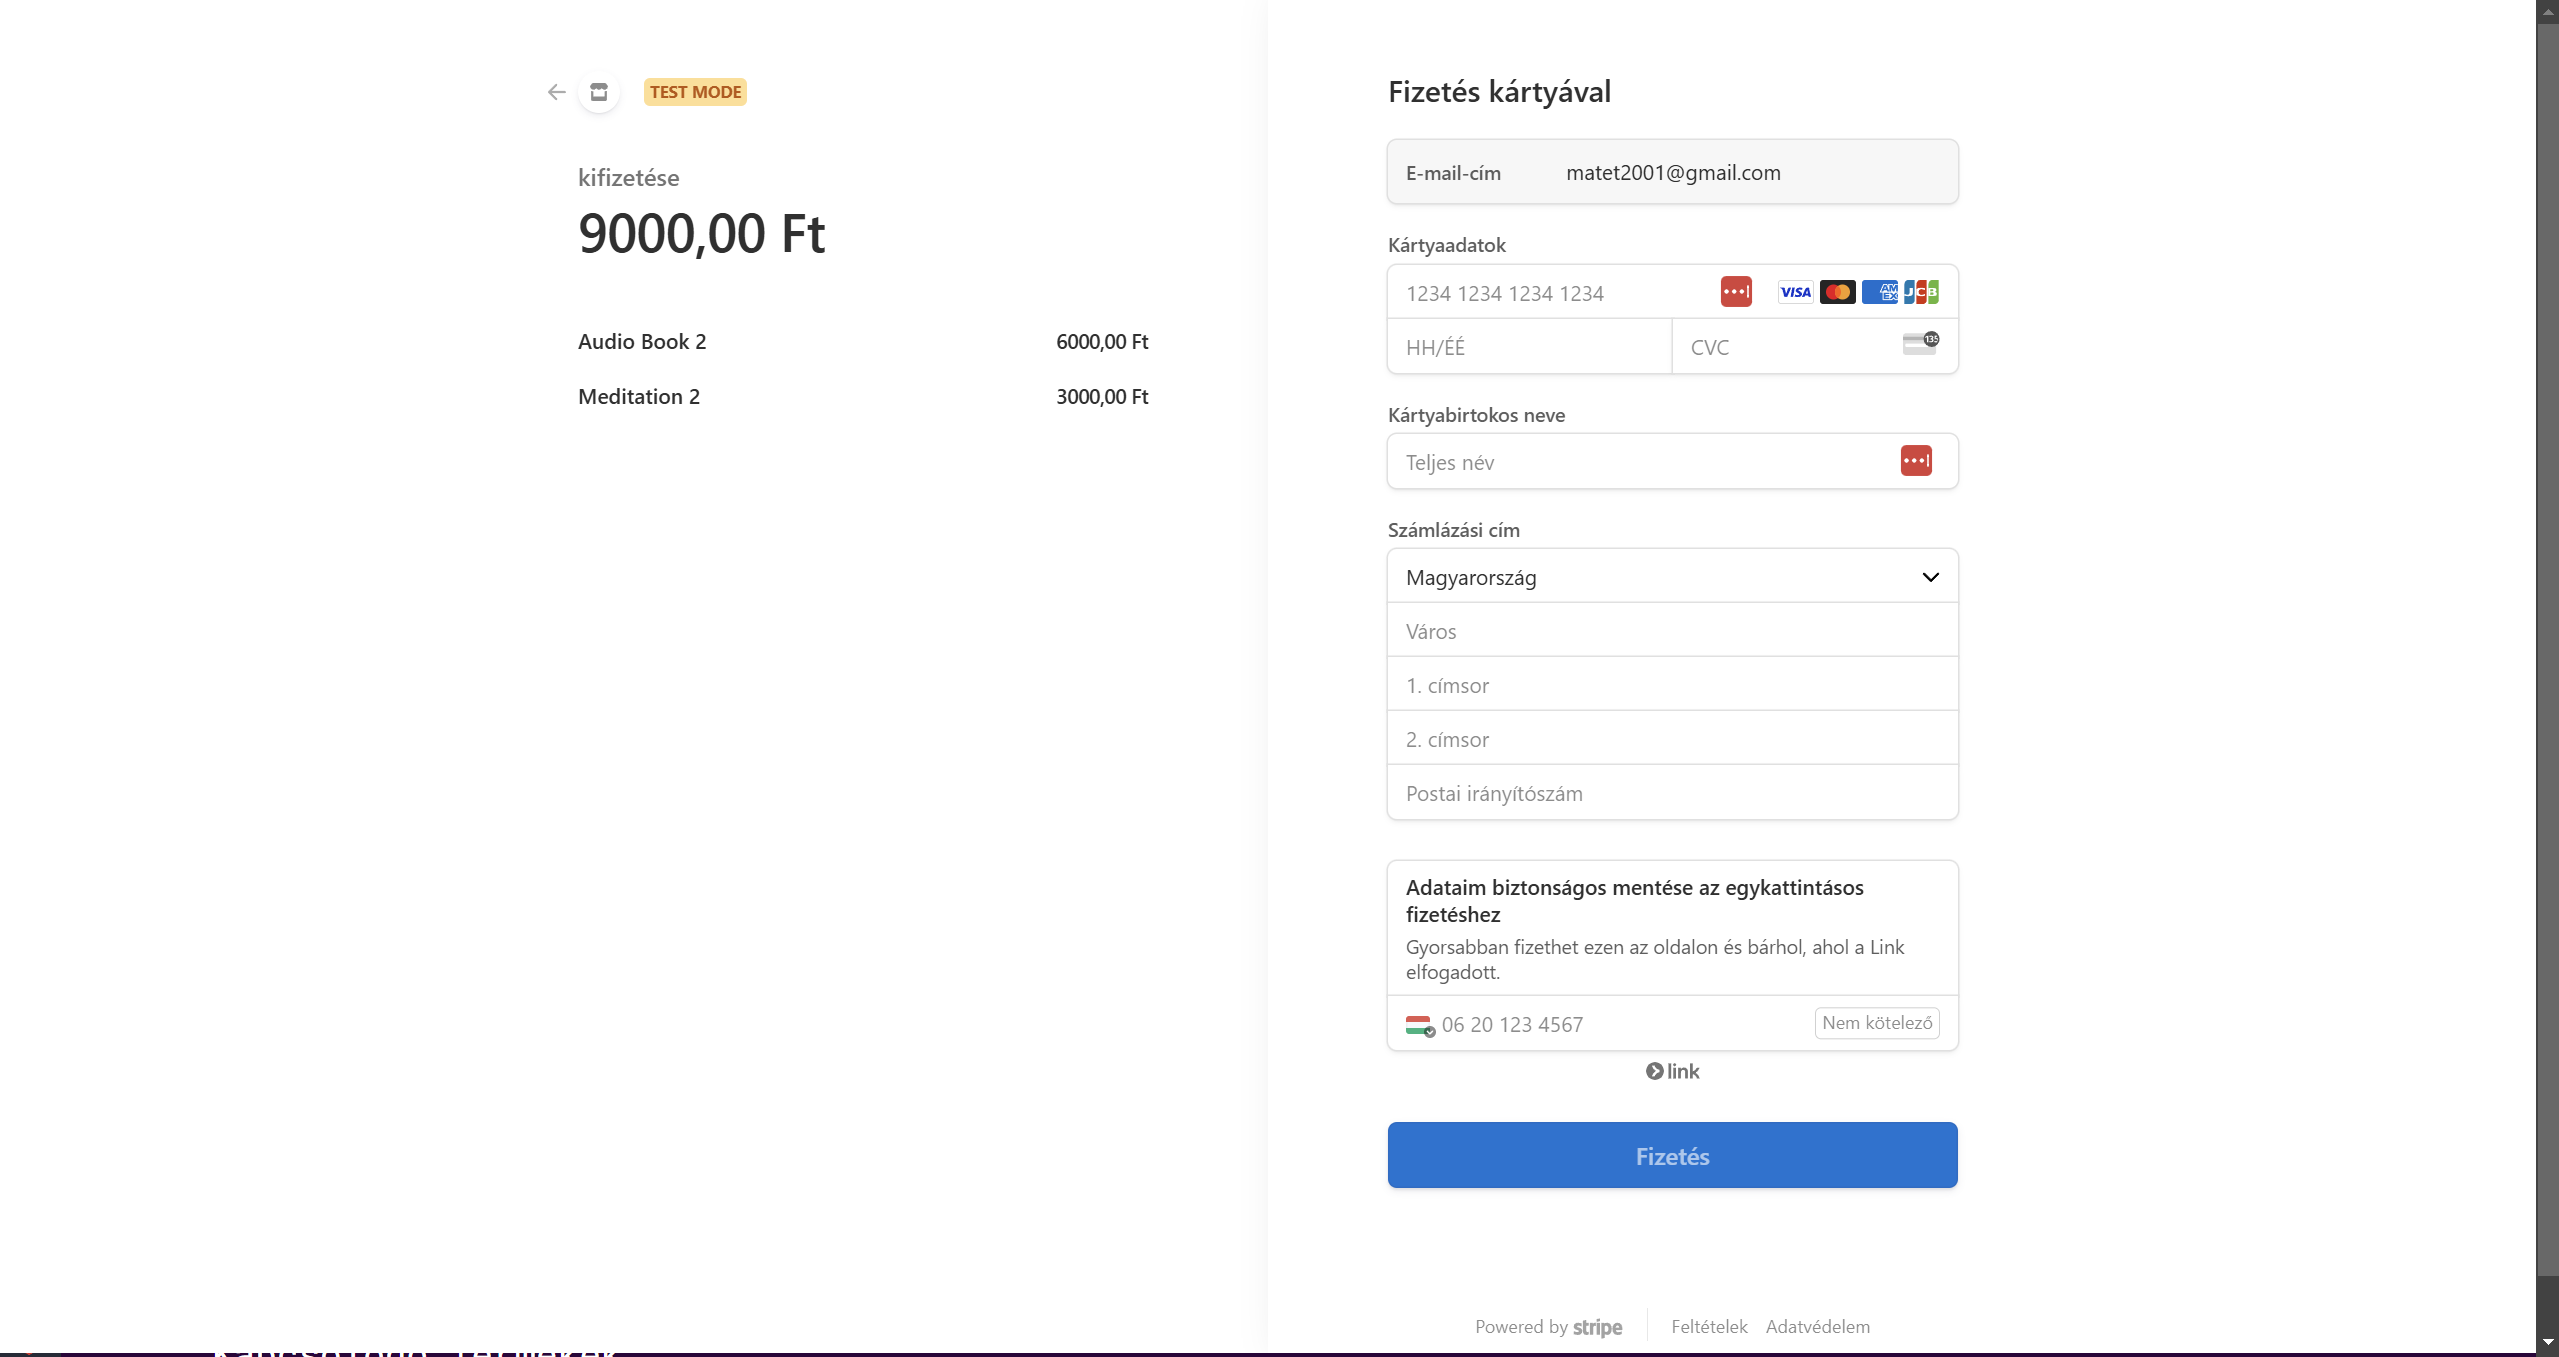 TEST MODE
kifizetése
9000,00 Ft
Audio Book 2 6000,00 Ft
Meditation 2 3000,00 Ft
Fizetés kártyával
E-mail-cím matet2001@gmail.com
Kártyaadatok
1234 1234 1234 1234 VISA AM EX JCB
HH/ÉÉ CVC 135
Kártyabirtokos neve
Teljes név
Számlázási cím
Magyarország
Város
1. címsor
2. címsor
Postai irányítószám
Adataim biztonságos mentése az egykattintásos
fizetéshez
Gyorsabban fizethet ezen az oldalon és bárhol, ahol a Link
elfogadott.
06 20 123 4567 Nem kötelező
link
Fizetés
Powered by stripe Feltételek Adatvédelem